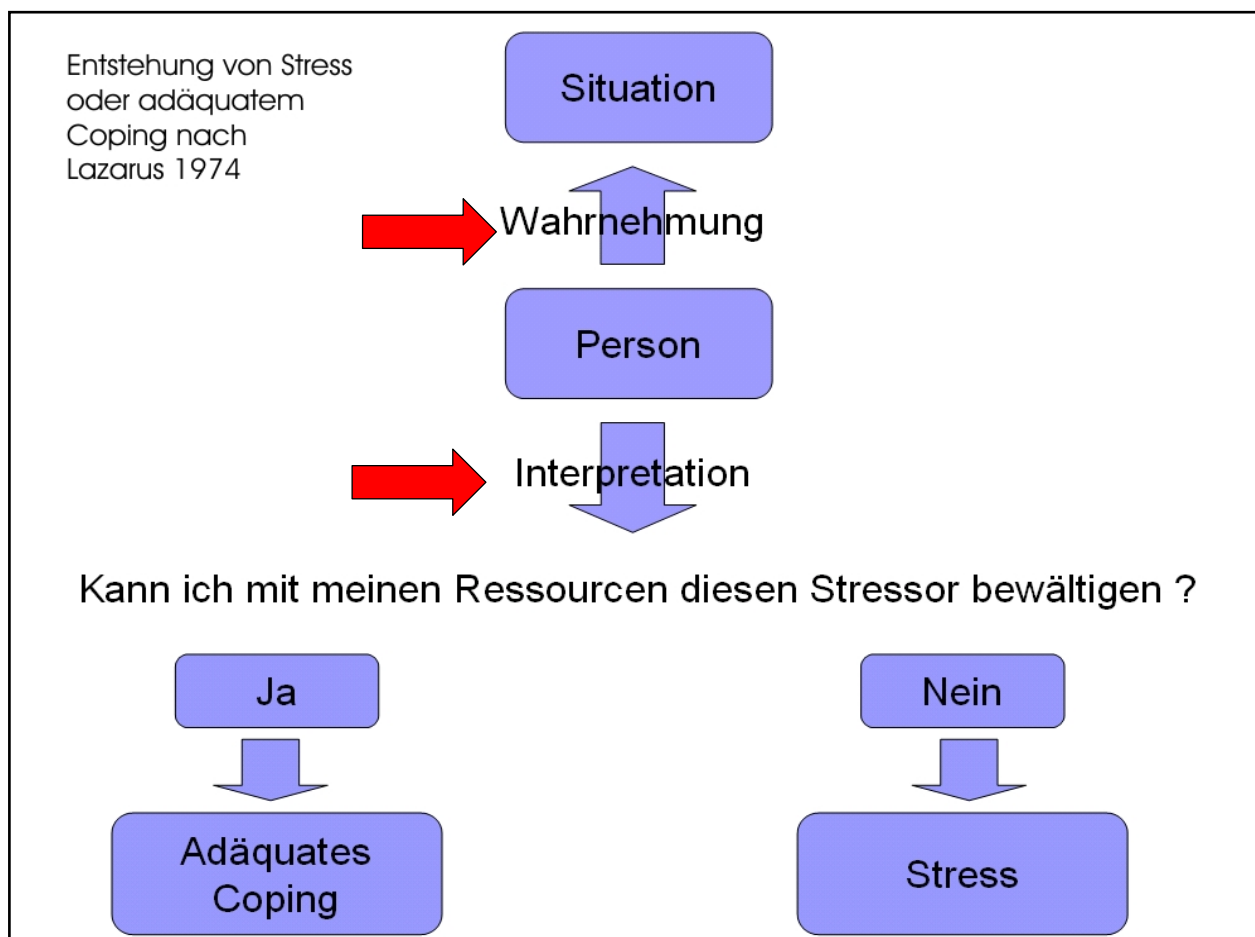 Entstehung von Stress
oder adäquatem
Coping nach
Lazarus 1974
Situation
Wahrnehmung
Person
Interpretation
Kann ich mit meinen Ressourcen diesen Stressor bewältigen ?
Ja
Nein
Adäquates
Coping
Stress